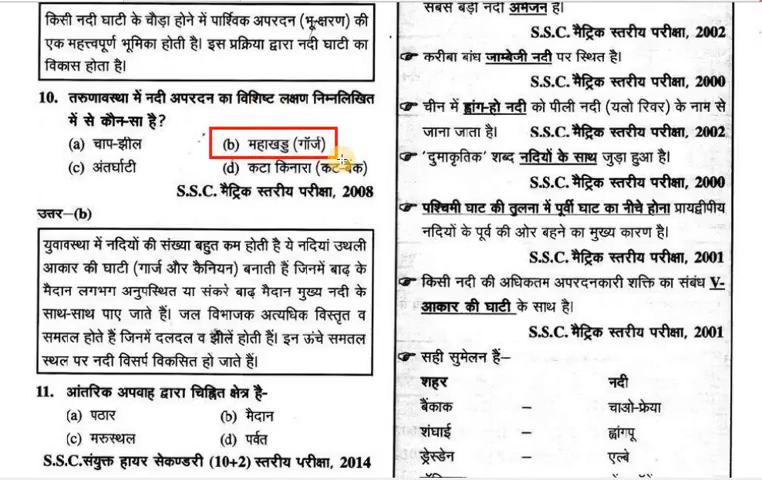 किसी नदी घाटी के चौड़ा होने में पार्श्विक अपरदन (भू-क्षरण) की
एक महत्त्वपूर्ण भूमिका होती है। इस प्रक्रिया द्वारा नदी घाटी का
विकास होता है।
10. तरुणावस्था में नदी अपरदन का विशिष्ट लक्षण निम्नलिखित
में से कौन-सा है?
(a) चाप-झील (b) महाखड्ड (गॉर्ज)
(c) अंतर्घाटी (d) कटा किनारा (कट-बैंक)
S.S.C. मैट्रिक स्तरीय परीक्षा, 2008
उत्तर–(b)
युवावस्था में नदियों की संख्या बहुत कम होती है ये नदियां उथली
आकार की घाटी (गार्ज और कैनियन) बनाती हैं जिनमें बाढ़ के
मैदान लगभग अनुपस्थित या संकरे बाढ़ मैदान मुख्य नदी के
साथ-साथ पाए जाते हैं। जल विभाजक अत्यधिक विस्तृत व
समतल होते हैं जिनमें दलदल व झीलें होती हैं। इन ऊंचे समतल
स्थल पर नदी विसर्प विकसित हो जाते हैं।
11. आंतरिक अपवाह द्वारा चिह्नित क्षेत्र है-
(a) पठार (b) मैदान
(c) मरुस्थल (d) पर्वत
S.S.C.संयुक्त हायर सेकण्डरी (10+2) स्तरीय परीक्षा, 2014
सबसे बड़ी नदी अमेजन है।
S.S.C. मैट्रिक स्तरीय परीक्षा, 2002
☞ करीबा बांध जाम्बेजी नदी पर स्थित है।
S.S.C. मैट्रिक स्तरीय परीक्षा, 2000
☞ चीन में ह्वांग-हो नदी को पीली नदी (यलो रिवर) के नाम से
जाना जाता है। S.S.C. मैट्रिक स्तरीय परीक्षा, 2002
☞ 'दुमाकृतिक' शब्द नदियों के साथ जुड़ा हुआ है।
S.S.C. मैट्रिक स्तरीय परीक्षा, 2000
☞ पश्चिमी घाट की तुलना में पूर्वी घाट का नीचे होना प्रायद्वीपीय
नदियों के पूर्व की ओर बहने का मुख्य कारण है।
S.S.C. मैट्रिक स्तरीय परीक्षा, 2001
☞ किसी नदी की अधिकतम अपरदनकारी शक्ति का संबंध V-
आकार की घाटी के साथ है।
S.S.C. मैट्रिक स्तरीय परीक्षा, 2001
☞ सही सुमेलन हैं–
शहर नदी
बैंकाक – चाओ-फ्रेया
शंघाई – ह्वांगपू
ड्रेस्डेन – एल्बे